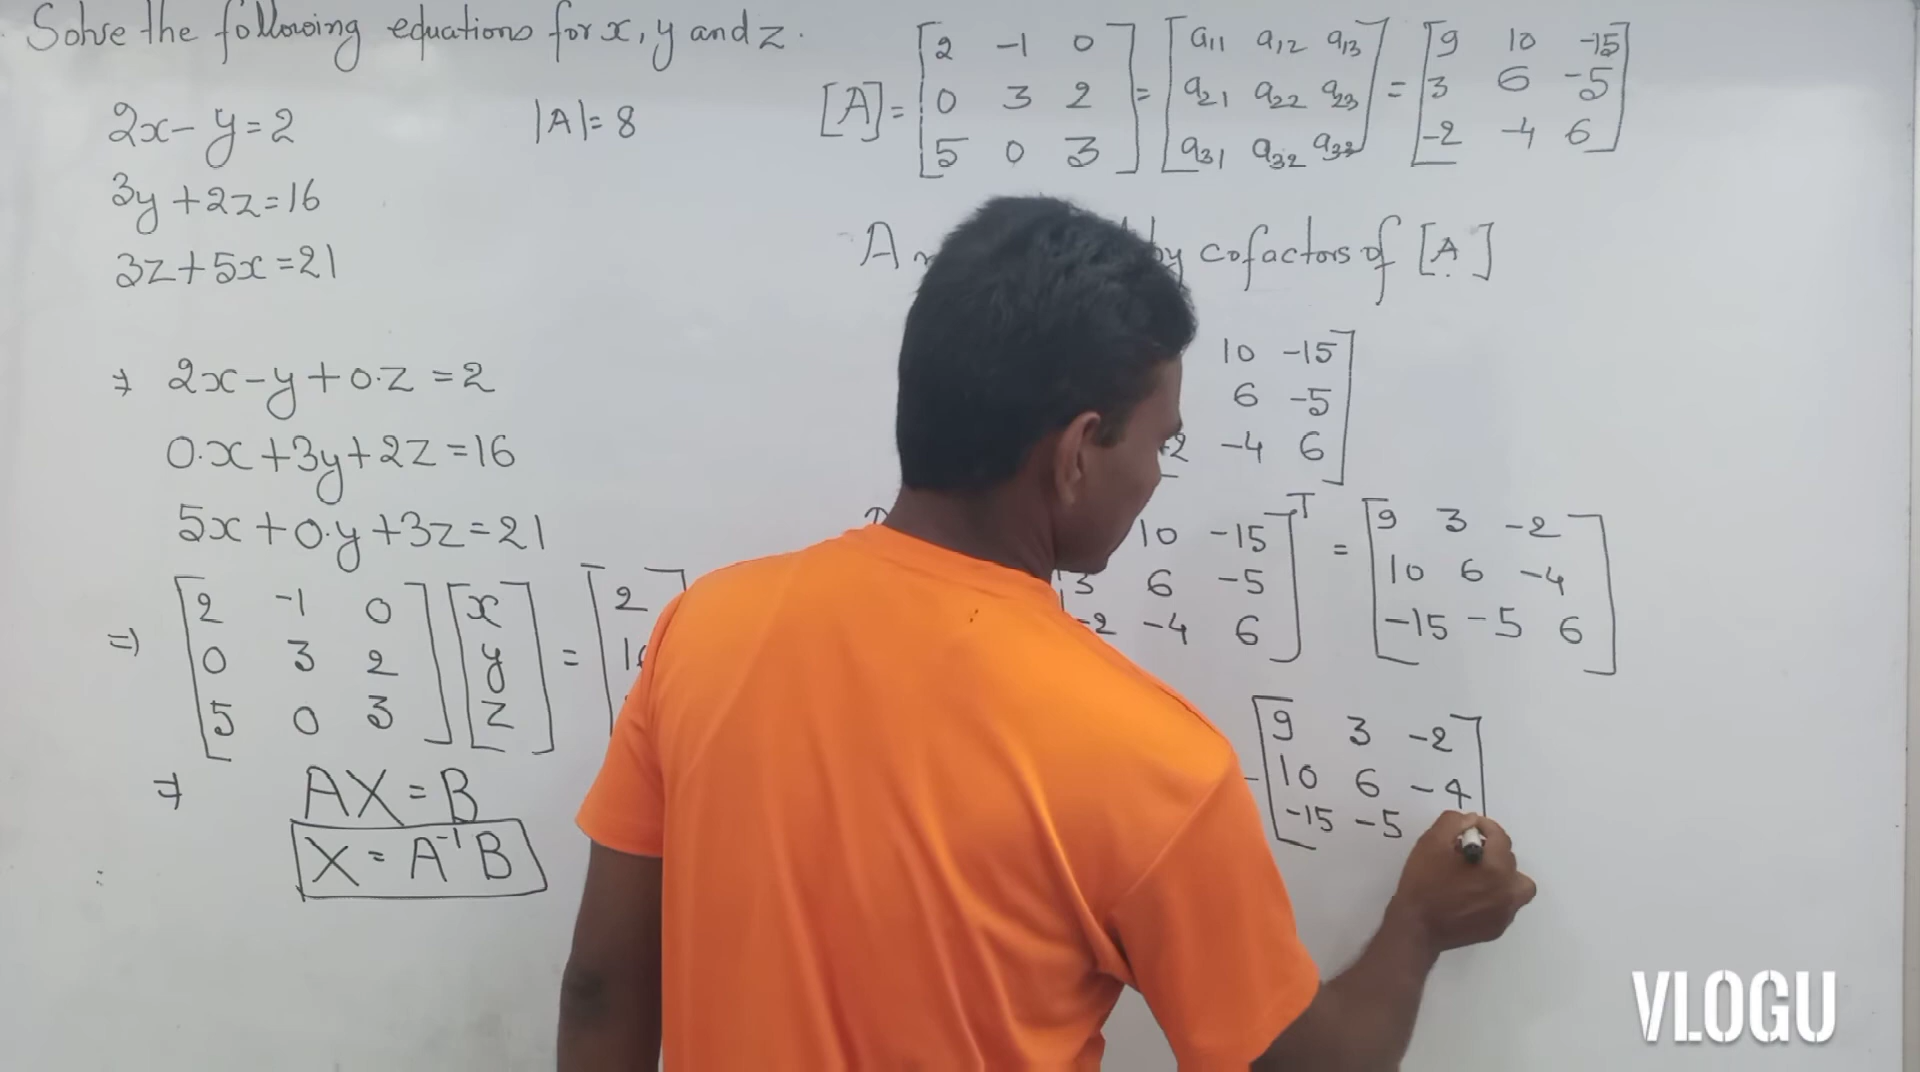 Solve the following equations for x, y and z.
2x - y = 2
|A| = 8
3y + 2z = 16
3z + 5x = 21
⇒ 2x - y + 0.z = 2
0.x + 3y + 2z = 16
5x + 0.y + 3z = 21
⇒ [2 -1 0] [x] = [2
0 3 2 y
5 0 3 z
⇒ AX = B
X = A⁻¹B
[A] = [2 -1 0] = [a11 a12 a13] = [9 10 -15]
0 3 2 a21 a22 a23 3 6 -5
5 0 3 a31 a32 a33 -2 -4 6
A by cofactors of [A]
10 -15
6 -5
-2 -4 6
10 -15]ᵀ = [9 3 -2]
3 6 -5 10 6 -4
-2 -4 6 -15 -5 6
[9 3 -2
10 6 -4
-15 -5
VLOGU